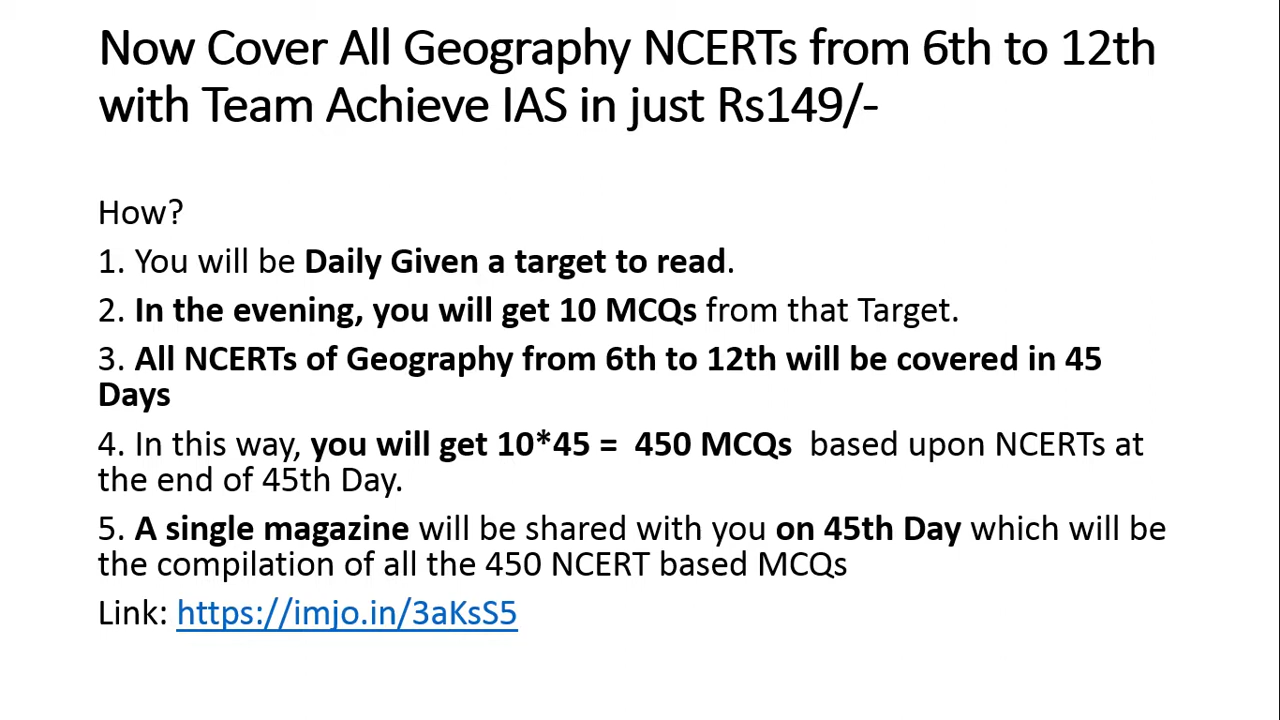 Now Cover All Geography NCERTs from 6th to 12th
with Team Achieve IAS in just Rs149/-
How?
1. You will be Daily Given a target to read.
2. In the evening, you will get 10 MCQs from that Target.
3. All NCERTs of Geography from 6th to 12th will be covered in 45
Days
4. In this way, you will get 10*45 =  450 MCQs  based upon NCERTs at
the end of 45th Day.
5. A single magazine will be shared with you on 45th Day which will be
the compilation of all the 450 NCERT based MCQs
Link: https://imjo.in/3aKsS5